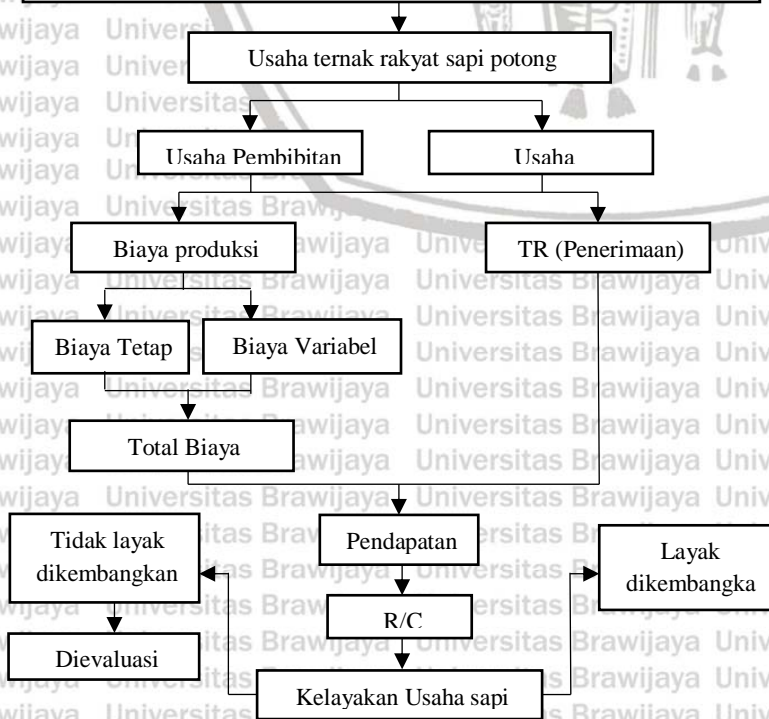 Usaha ternak rakyat sapi potong
Usaha Pembibitan
Usaha
Biaya produksi
TR (Penerimaan)
Biaya Tetap
Biaya Variabel
Total Biaya
Tidak layak
dikembangkan
Pendapatan
Layak
dikembangka
R/C
Dievaluasi
Kelayakan Usaha sapi